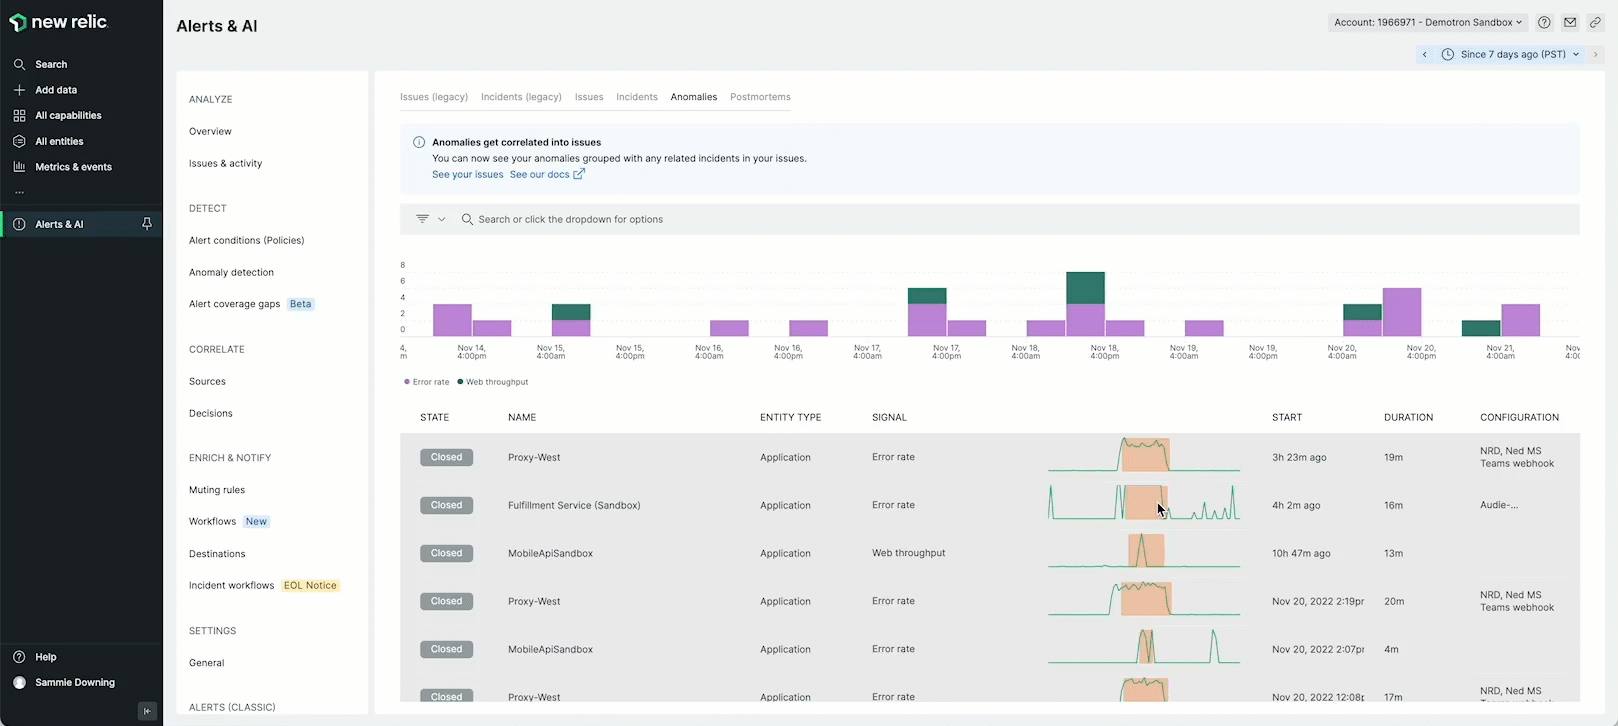 new relic
Alerts & AI
Account: 1966971 - Demotron Sandbox
Since 7 days ago (PST)
Search
Add data
All capabilities
All entities
Metrics & events
...
Alerts & AI
Help
Sammie Downing
ANALYZE
Overview
Issues & activity
DETECT
Alert conditions (Policies)
Anomaly detection
Alert coverage gaps Beta
CORRELATE
Sources
Decisions
ENRICH & NOTIFY
Muting rules
Workflows New
Destinations
Incident workflows EOL Notice
SETTINGS
General
ALERTS (CLASSIC)
Issues (legacy) Incidents (legacy) Issues Incidents Anomalies Postmortems
Anomalies get correlated into issues
You can now see your anomalies grouped with any related incidents in your issues.
See your issues See our docs
Search or click the dropdown for options
8
6
4
2
0
4, Nov 14, Nov 15, Nov 15, Nov 16, Nov 16, Nov 17, Nov 17, Nov 18, Nov 18, Nov 19, Nov 19, Nov 20, Nov 20, Nov 21, Nov
m 4:00pm 4:00am 4:00pm 4:00am 4:00pm 4:00am 4:00pm 4:00am 4:00pm 4:00am 4:00pm 4:00am 4:00pm 4:00am 4:00
Error rate Web throughput
STATE NAME ENTITY TYPE SIGNAL START DURATION CONFIGURATION
Closed Proxy-West Application Error rate 3h 23m ago 19m NRD, Ned MS
Teams webhook
Closed Fulfillment Service (Sandbox) Application Error rate 4h 2m ago 16m Audie-...
Closed MobileApiSandbox Application Web throughput 10h 47m ago 13m
Closed Proxy-West Application Error rate Nov 20, 2022 2:19pr 20m NRD, Ned MS
Teams webhook
Closed MobileApiSandbox Application Error rate Nov 20, 2022 2:07pr 4m
Closed Proxy-West Application Error rate Nov 20, 2022 12:08p 17m NRD, Ned MS